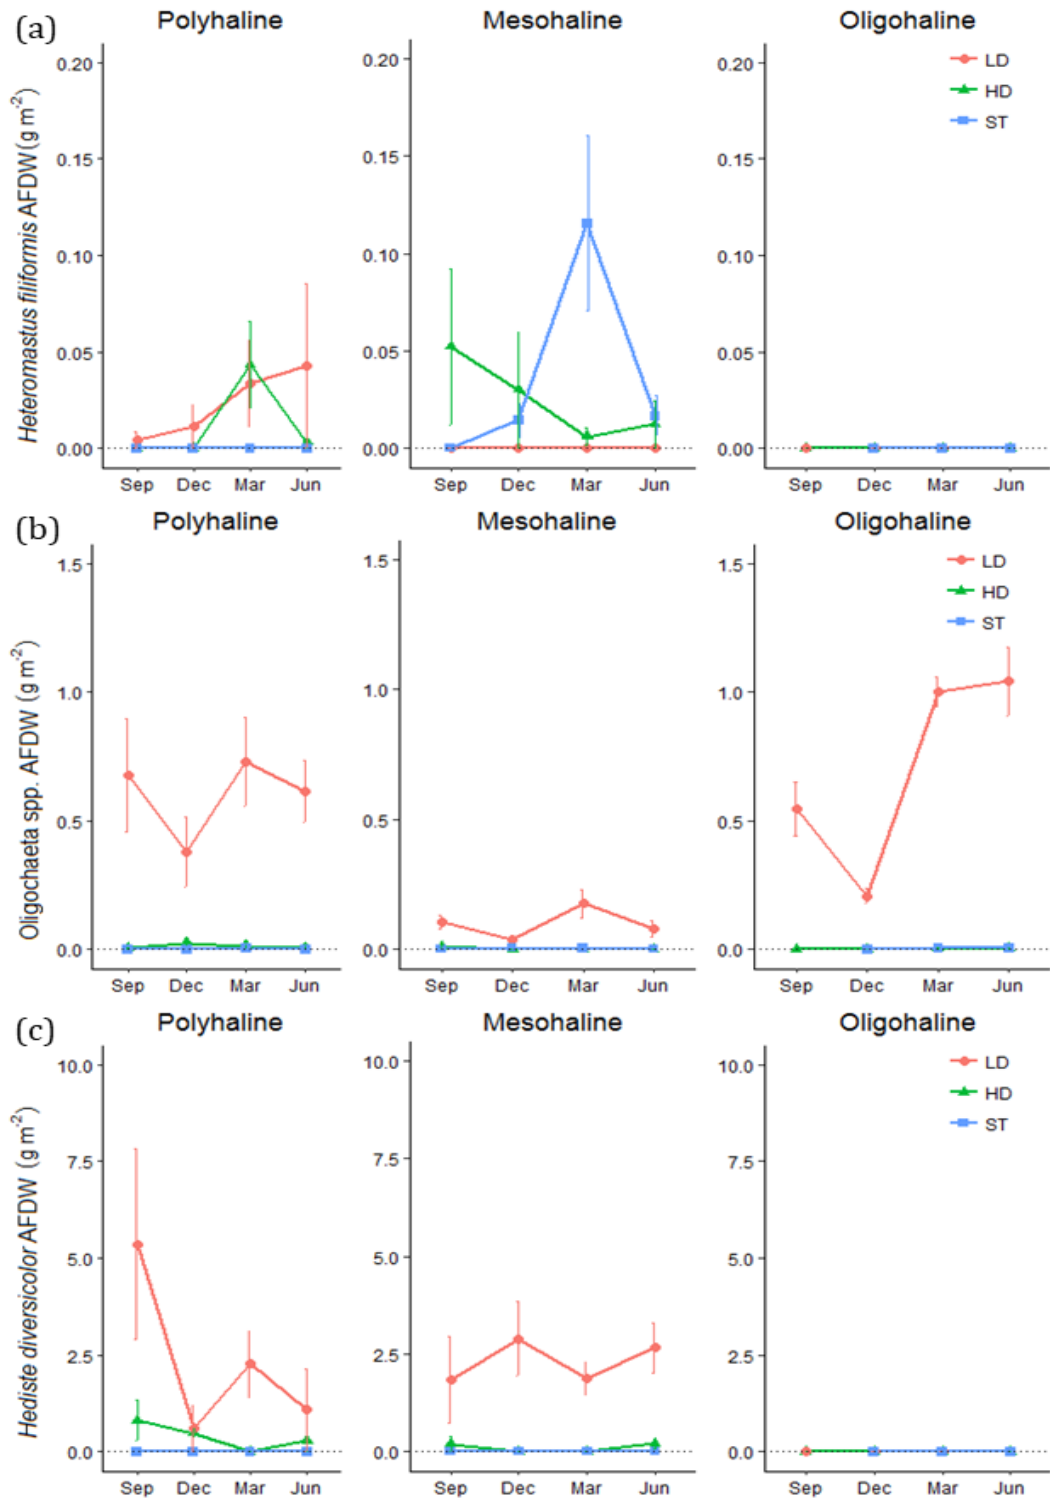 (a)
Polyhaline
Mesohaline
Oligohaline
Heteromastus filiformis AFDW (g m-2)
0.20
0.15
0.10
0.05
0.00
Sep Dec Mar Jun
0.20
0.15
0.10
0.05
0.00
Sep Dec Mar Jun
0.20
0.15
0.10
0.05
0.00
Sep Dec Mar Jun
LD
HD
ST
(b)
Polyhaline
Mesohaline
Oligohaline
Oligochaeta spp. AFDW (g m-2)
1.5
1.0
0.5
0.0
Sep Dec Mar Jun
1.5
1.0
0.5
0.0
Sep Dec Mar Jun
1.5
1.0
0.5
0.0
Sep Dec Mar Jun
LD
HD
ST
(c)
Polyhaline
Mesohaline
Oligohaline
Hediste diversicolor AFDW (g m-2)
10.0
7.5
5.0
2.5
0.0
Sep Dec Mar Jun
10.0
7.5
5.0
2.5
0.0
Sep Dec Mar Jun
10.0
7.5
5.0
2.5
0.0
Sep Dec Mar Jun
LD
HD
ST